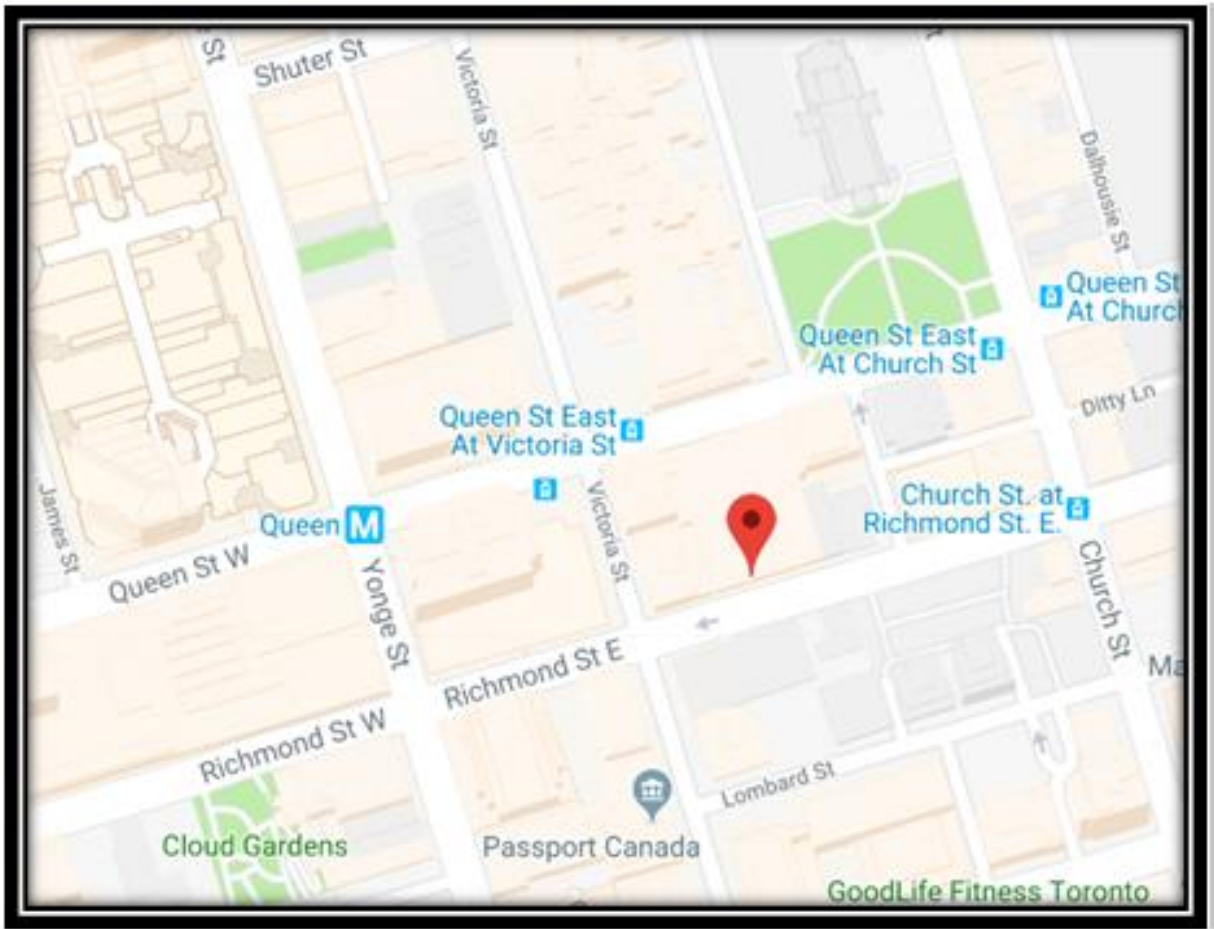 St
Shuter St
Victoria St
Dalhousie St
Queen St
At Church
Queen St East
At Church St
Ditty Ln
Queen St East
At Victoria St
James St
Queen
M
Queen St W
Yonge St
Victoria St
Church St. at
Richmond St. E.
Church St
Richmond St E
Ma
Richmond St W
Lombard St
Cloud Gardens
Passport Canada
GoodLife Fitness Toronto